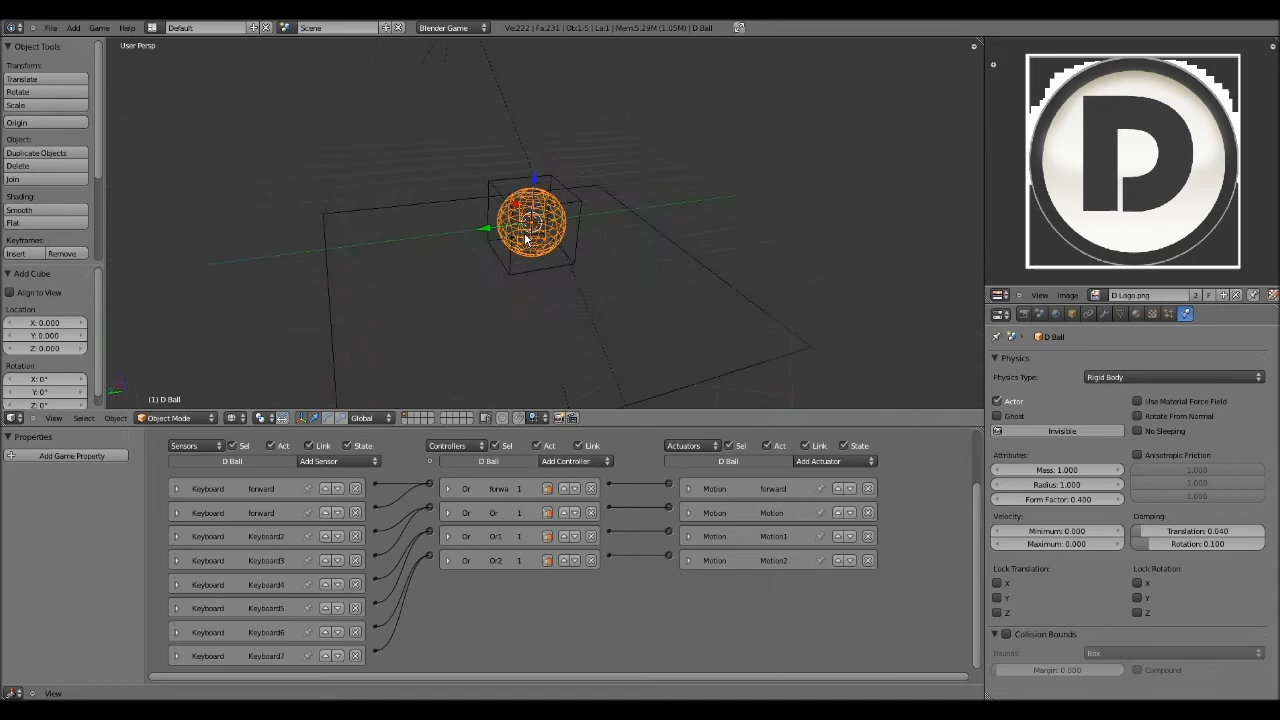 File Add Game Help Default Scene Blender Game Ve:222 | Fa:231 | Ob:1-5 | La:1 | Mem:5.29M (1.05M) | D Ball
Object Tools
Transform:
Translate
Rotate
Scale
Origin
Object:
Duplicate Objects
Delete
Join
Shading:
Smooth
Flat
Keyframes:
Insert Remove
Add Cube
Align to View
Location
X: 0.000
Y: 0.000
Z: 0.000
Rotation
X: 0°
Y: 0°
Z: 0°
User Persp
(1) D Ball
View Select Object Object Mode Global
D
View Image D Logo.png 2 F
D Ball
Physics
Physics Type: Rigid Body
Actor Use Material Force Field
Ghost Rotate From Normal
Invisible No Sleeping
Attributes: Anisotropic Friction
Mass: 1.000 1.000
Radius: 1.000 1.000
Form Factor: 0.400 1.000
Velocity: Damping:
Minimum: 0.000 Translation: 0.040
Maximum: 0.000 Rotation: 0.100
Lock Translation: Lock Rotation:
X X
Y Y
Z Z
Collision Bounds
Bounds: Box
Margin: 0.000 Compound
Properties
Add Game Property
Sensors Sel Act Link State Controllers Sel Act Link Actuators Sel Act Link State
D Ball Add Sensor D Ball Add Controller D Ball Add Actuator
Keyboard forward Or forwa 1 Motion forward
Keyboard forward Or Or 1 Motion Motion
Keyboard Keyboard2 Or Or1 1 Motion Motion1
Keyboard Keyboard3 Or Or2 1 Motion Motion2
Keyboard Keyboard4
Keyboard Keyboard5
Keyboard Keyboard6
Keyboard Keyboard7
View